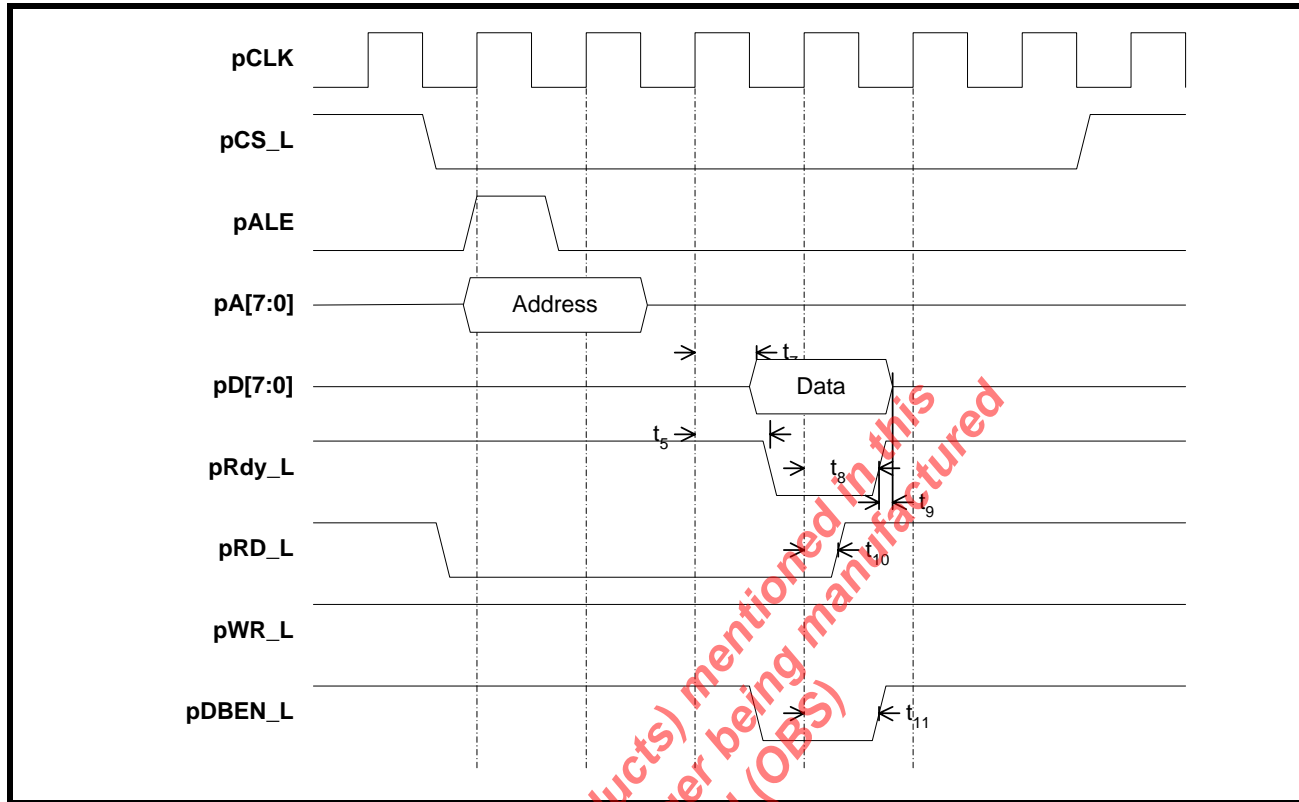 pCLK
pCS_L
pALE
pA[7:0]
Address
t7
pD[7:0]
Data
t5
pRdy_L
t8
t9
pRD_L
t10
pWR_L
pDBEN_L
t11
ducts) mentioned in this
er being manufactured
(OBS)